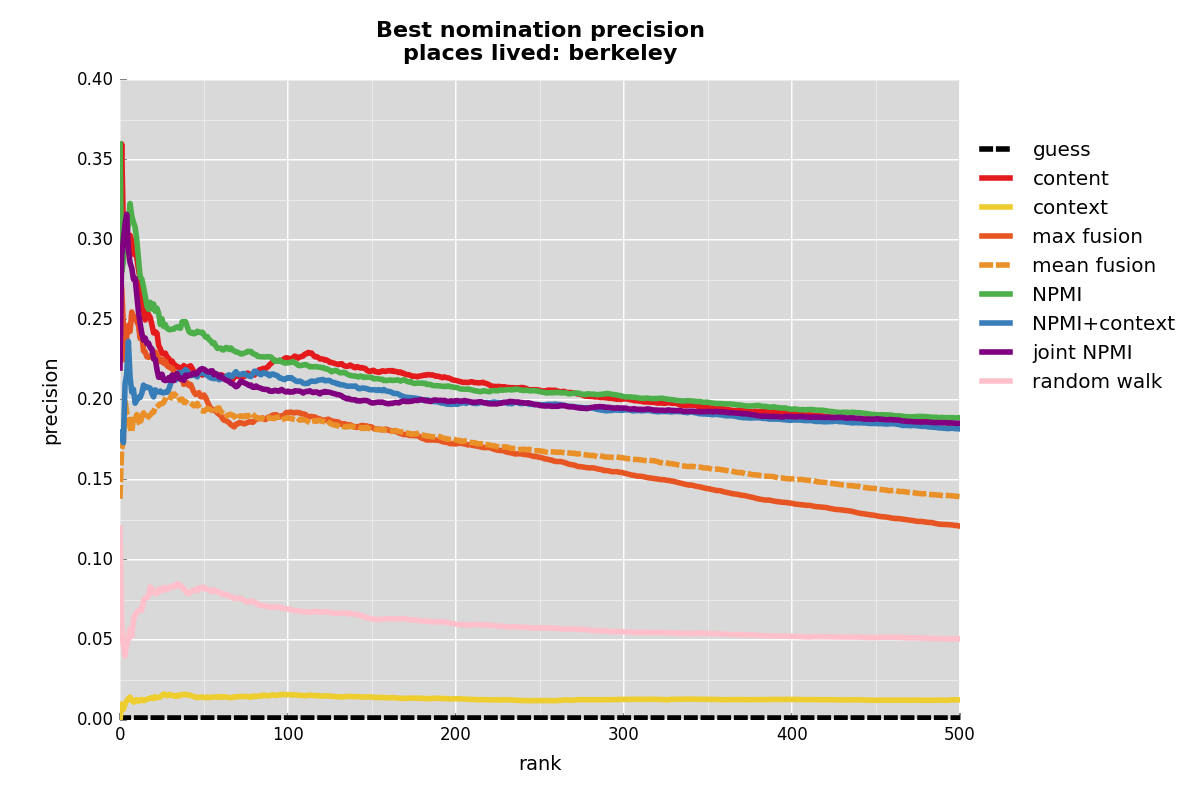 Best nomination precision
places lived: berkeley
precision
0.40
0.35
0.30
0.25
0.20
0.15
0.10
0.05
0.00
0 100 200 300 400 500
rank
guess
content
context
max fusion
mean fusion
NPMI
NPMI+context
joint NPMI
random walk